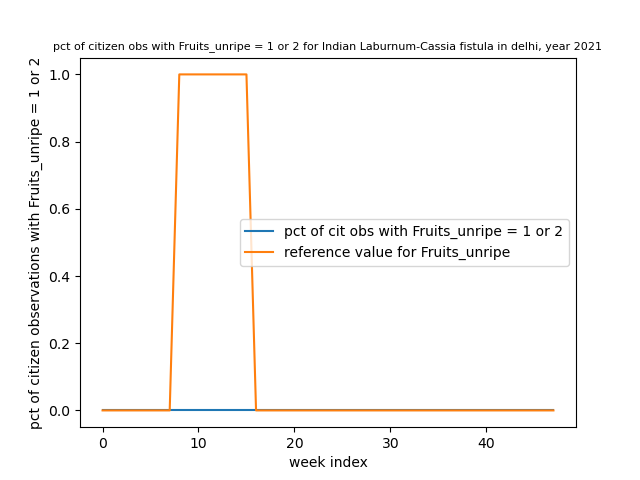 pct of citizen obs with Fruits_unripe = 1 or 2 for Indian Laburnum-Cassia fistula in delhi, year 2021
pct of citizen observations with Fruits_unripe = 1 or 2
1.0
0.8
0.6
0.4
0.2
0.0
pct of cit obs with Fruits_unripe = 1 or 2
reference value for Fruits_unripe
0 10 20 30 40
week index